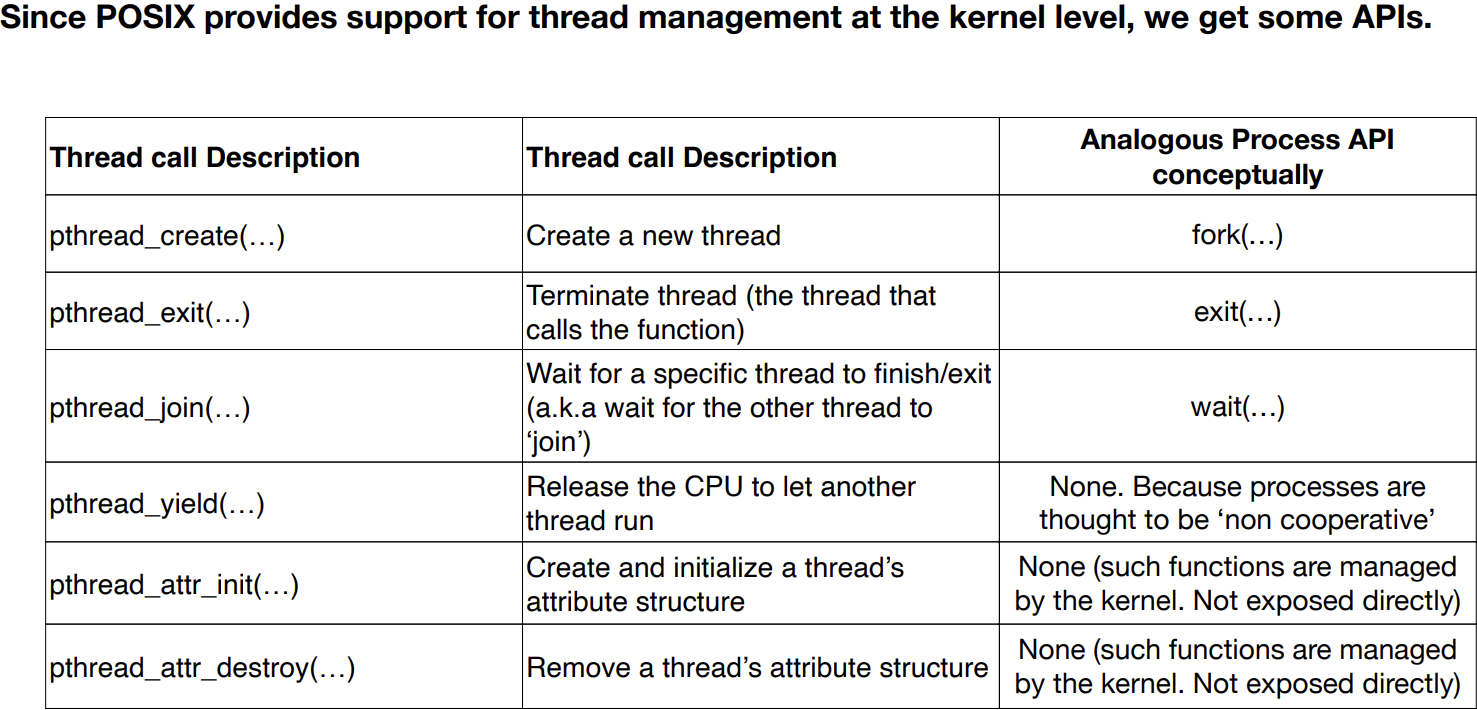 Since POSIX provides support for thread management at the kernel level, we get some APIs.
Thread call Description
Thread call Description
Analogous Process API
conceptually
pthread_create(…)
Create a new thread
fork(…)
pthread_exit(…)
Terminate thread (the thread that
calls the function)
exit(…)
pthread_join(…)
Wait for a specific thread to finish/exit
(a.k.a wait for the other thread to
‘join’)
wait(…)
pthread_yield(…)
Release the CPU to let another
thread run
None. Because processes are
thought to be ‘non cooperative’
pthread_attr_init(…)
Create and initialize a thread’s
attribute structure
None (such functions are managed
by the kernel. Not exposed directly)
pthread_attr_destroy(…)
Remove a thread’s attribute structure
None (such functions are managed
by the kernel. Not exposed directly)